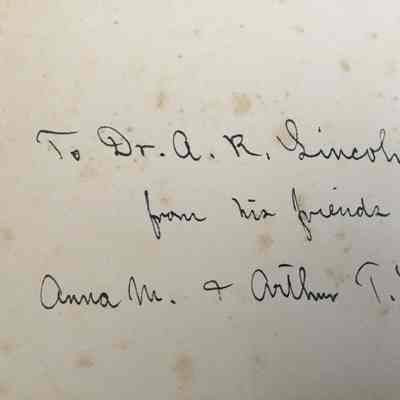 To Dr. A. R. Lincoln
from his friends
Anna M. & Arthur T.